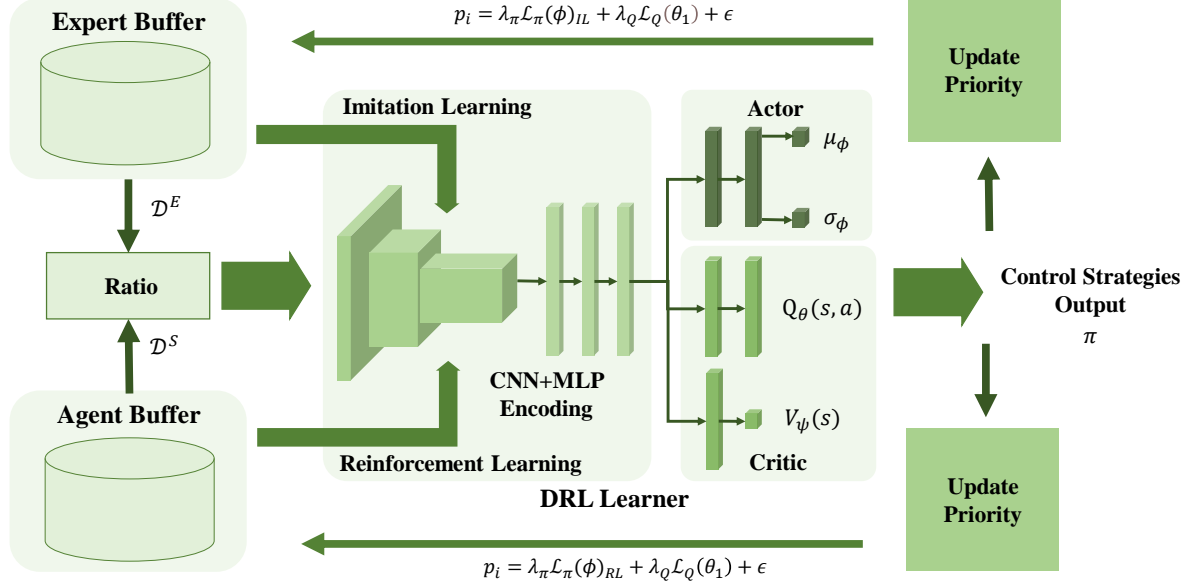 Expert Buffer
p_i = λ_π ℒ_π(ϕ)_{IL} + λ_Q ℒ_Q(θ_1) + ϵ
Update
Priority
Imitation Learning
Actor
μ_ϕ
σ_ϕ
𝒟^E
Ratio
𝒟^S
Q_θ(s, a)
Control Strategies
Output
π
CNN+MLP
Encoding
V_ψ(s)
Agent Buffer
Reinforcement Learning
Critic
DRL Learner
Update
Priority
p_i = λ_π ℒ_π(ϕ)_{RL} + λ_Q ℒ_Q(θ_1) + ϵ